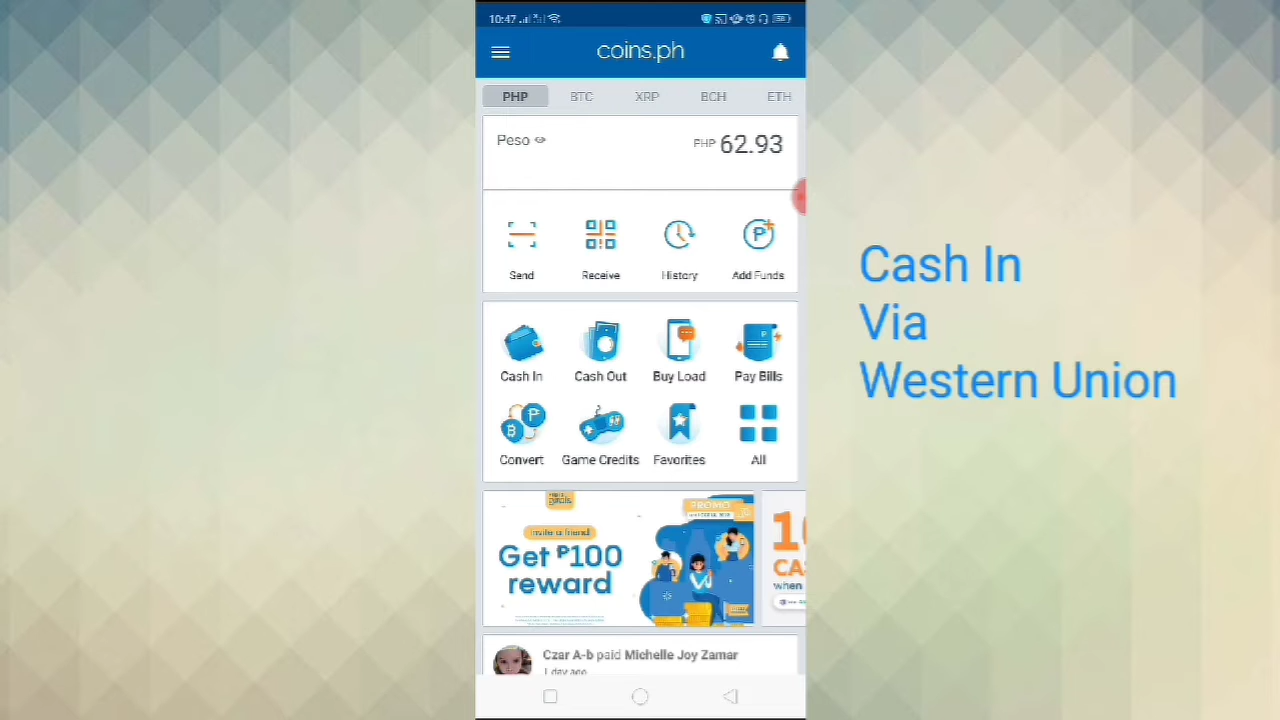 10:47
coins.ph
PHP BTC XRP BCH ETH
Peso PHP 62.93
Send Receive History Add Funds
Cash In Cash Out Buy Load Pay Bills
Convert Game Credits Favorites All
Invite a friend
Get ₱100
reward
PROMO
CA
when
Czar A-b paid Michelle Joy Zamar
1 day ago
Cash In
Via
Western Union